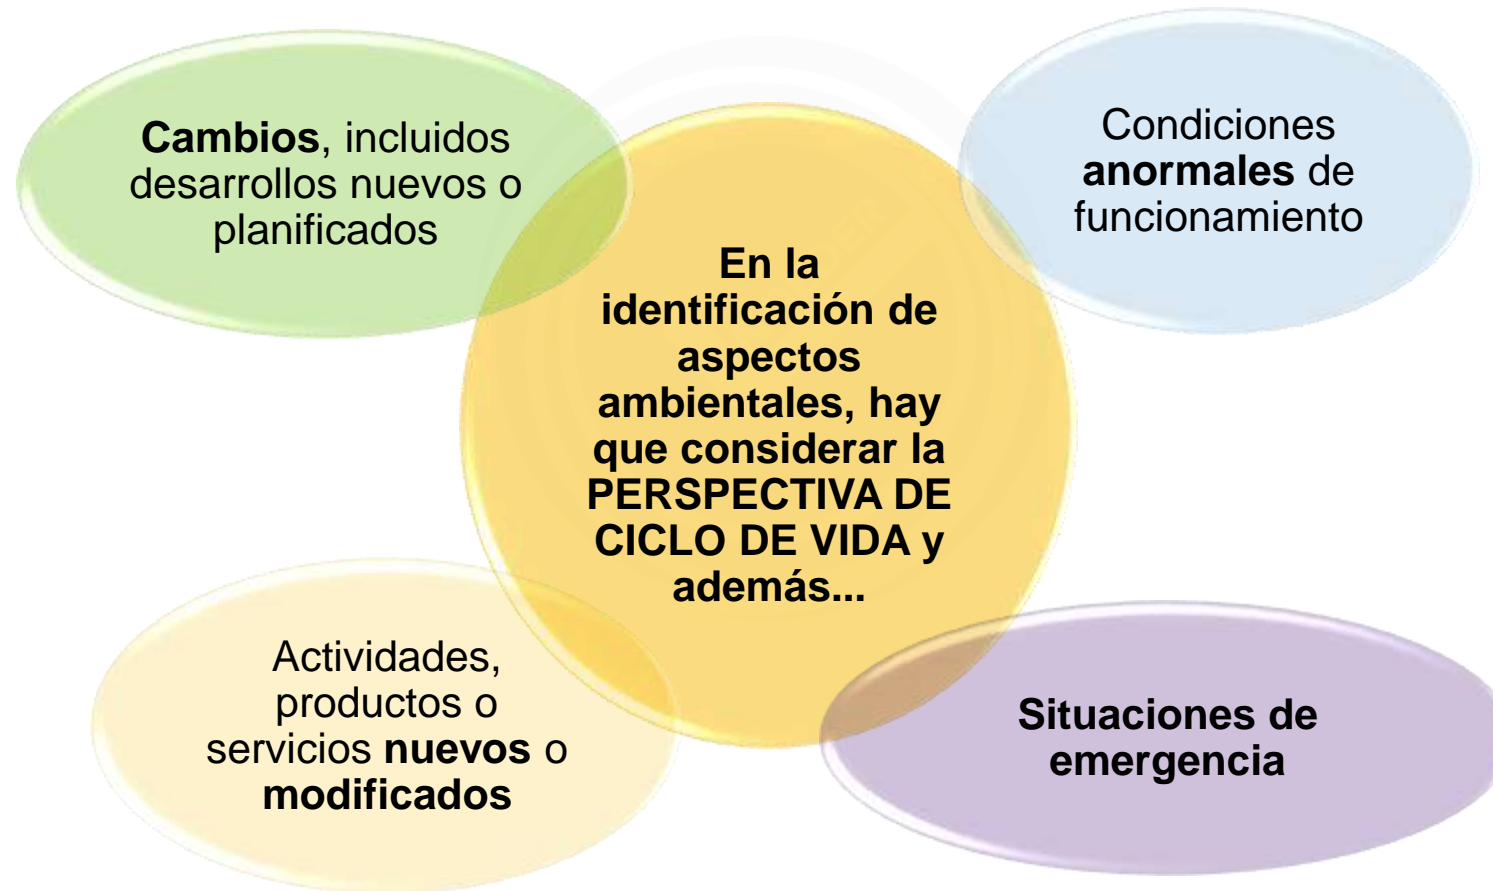 Cambios, incluidos
desarrollos nuevos o
planificados
Condiciones
anormales de
funcionamiento
En la
identificación de
aspectos
ambientales, hay
que considerar la
PERSPECTIVA DE
CICLO DE VIDA y
además...
Actividades,
productos o
servicios nuevos o
modificados
Situaciones de
emergencia